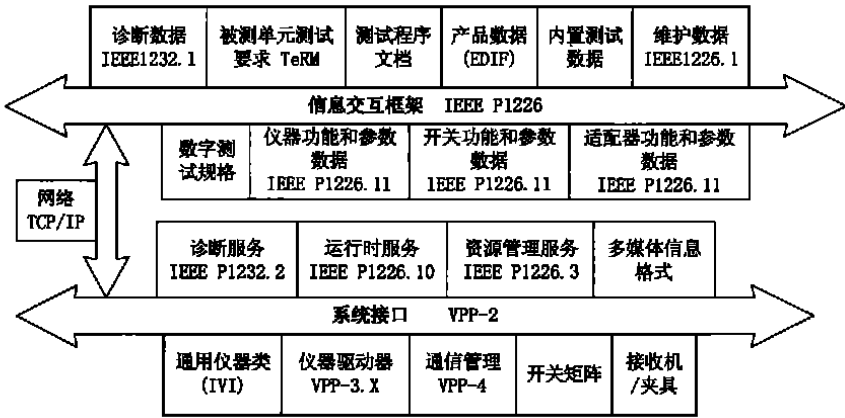 诊断数据
IEEE1232.1
被测单元测试
要求 TeRM
测试程序
文档
产品数据
(EDIF)
内置测试
数据
维护数据
IEEE1226.1
信息交互框架 IEEE P1226
数字测
试规格
仪器功能和参数
数据
IEEE P1226.11
开关功能和参数
数据
IEEE P1226.11
适配器功能和参数
数据
IEEE P1226.11
网络
TCP/IP
诊断服务
IEEE P1232.2
运行时服务
IEEE P1226.10
资源管理服务
IEEE P1226.3
多媒体信息
格式
系统接口 VPP-2
通用仪器类
(IVI)
仪器驱动器
VPP-3.X
通信管理
VPP-4
开关矩阵
接收机
/夹具